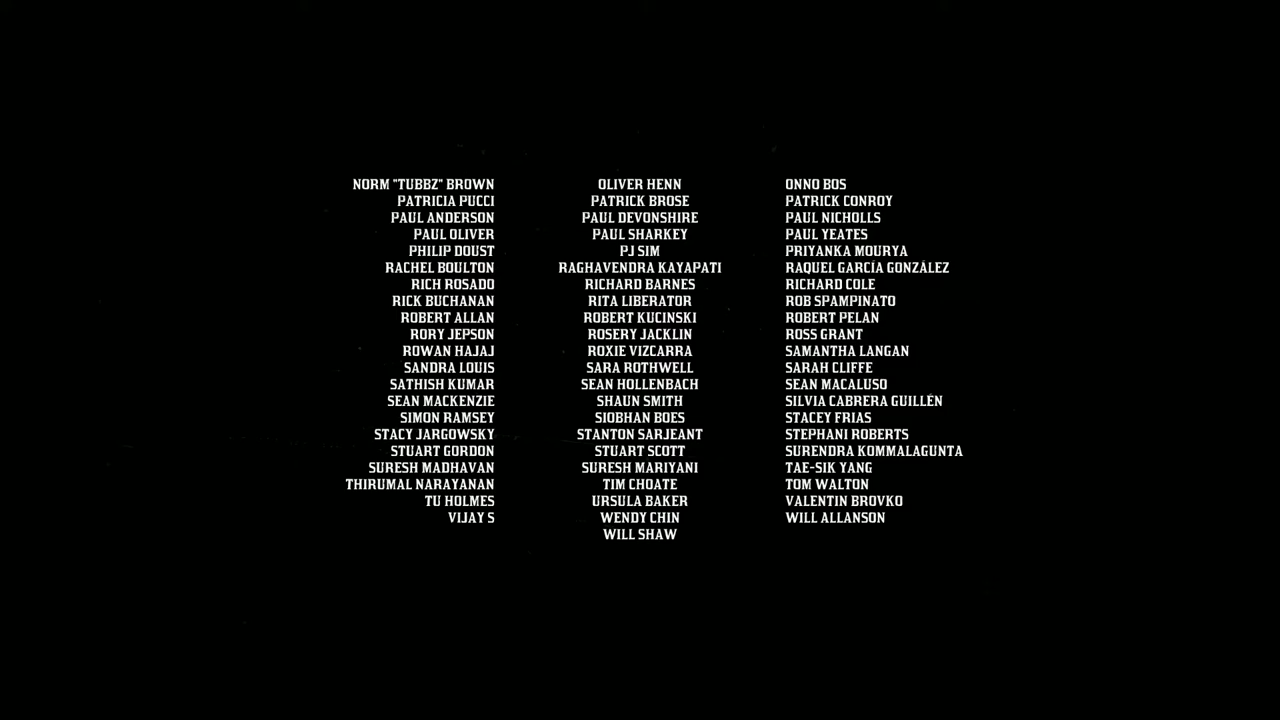 NORM "TUBBZ" BROWN OLIVER HENN ONNO BOS
PATRICIA PUCCI PATRICK BROSE PATRICK CONROY
PAUL ANDERSON PAUL DEVONSHIRE PAUL NICHOLLS
PAUL OLIVER PAUL SHARKEY PAUL YEATES
PHILIP DOUST PJ SIM PRIYANKA MOURYA
RACHEL BOULTON RAGHAVENDRA KAYAPATI RAQUEL GARCÍA GONZÁLEZ
RICH ROSADO RICHARD BARNES RICHARD COLE
RICK BUCHANAN RITA LIBERATOR ROB SPAMPINATO
ROBERT ALLAN ROBERT KUCINSKI ROBERT PELAN
RORY JEPSON ROSERY JACKLIN ROSS GRANT
ROWAN HAJAJ ROXIE VIZCARRA SAMANTHA LANGAN
SANDRA LOUIS SARA ROTHWELL SARAH CLIFFE
SATHISH KUMAR SEAN HOLLENBACH SEAN MACALUSO
SEAN MACKENZIE SHAUN SMITH SILVIA CABRERA GUILLÉN
SIMON RAMSEY SIOBHAN BOES STACEY FRIAS
STACY JARGOWSKY STANTON SARJEANT STEPHANI ROBERTS
STUART GORDON STUART SCOTT SURENDRA KOMMALAGUNTA
SURESH MADHAVAN SURESH MARIYANI TAE-SIK YANG
THIRUMAL NARAYANAN TIM CHOATE TOM WALTON
TU HOLMES URSULA BAKER VALENTIN BROVKO
VIJAY S WENDY CHIN WILL ALLANSON
WILL SHAW